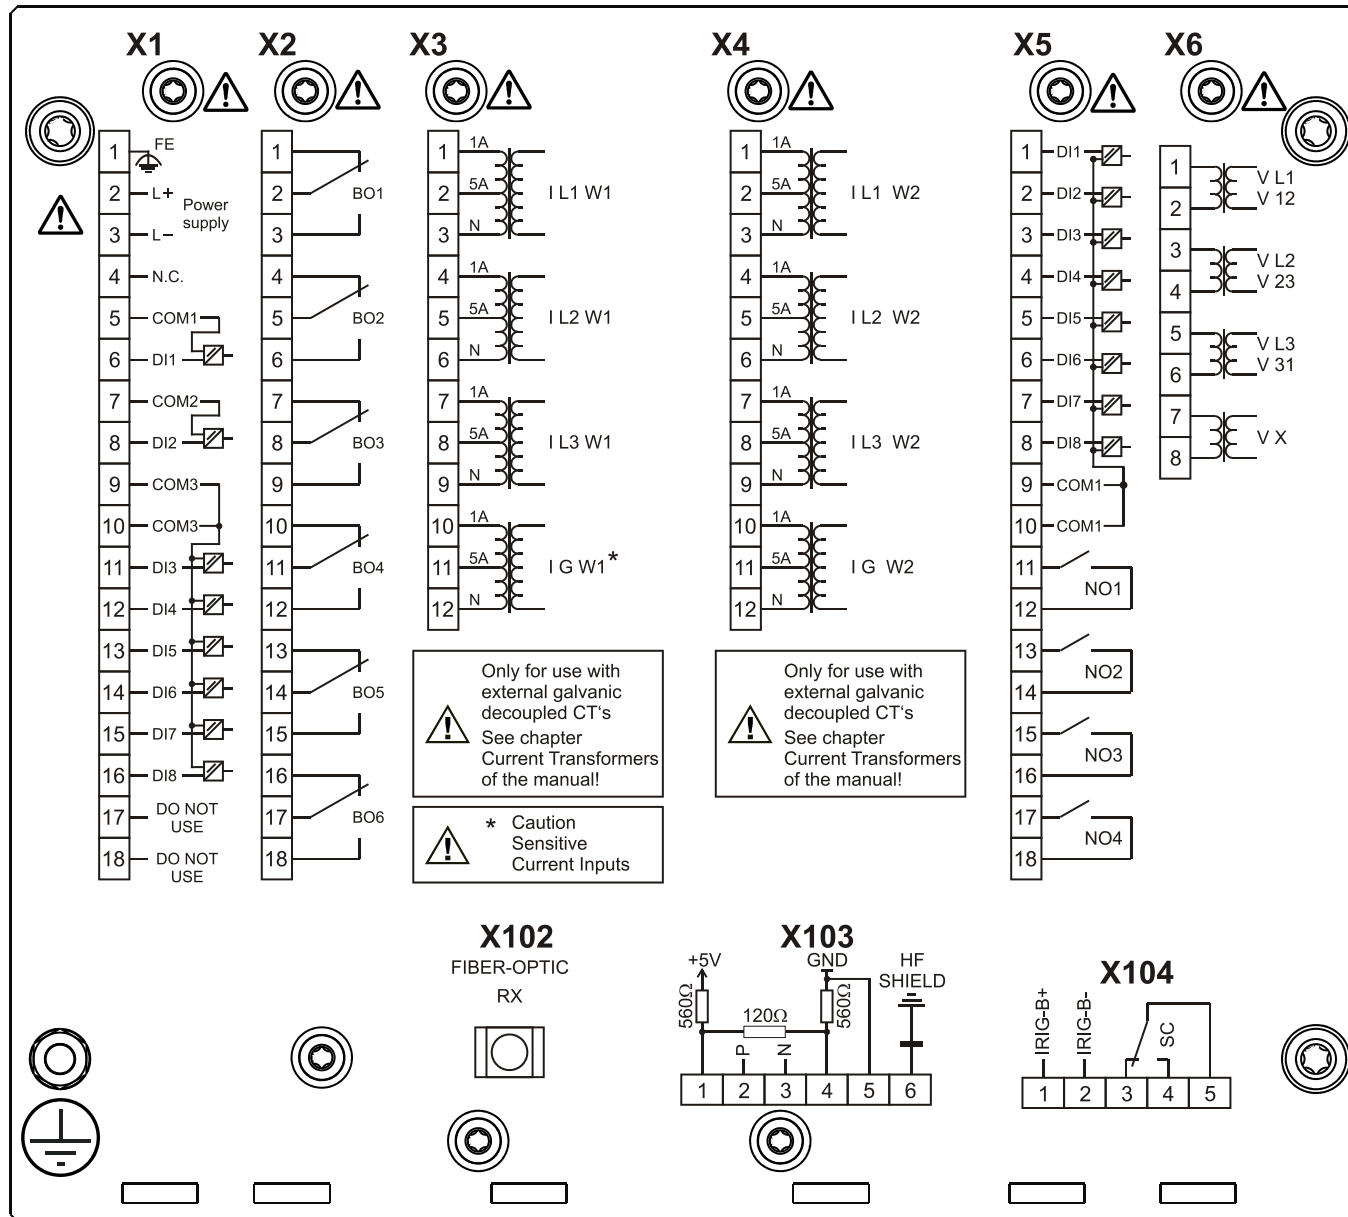 X1
1 FE
2 L+ Power
supply
3 L–
4 N.C.
5 COM1
6 DI1
7 COM2
8 DI2
9 COM3
10 COM3
11 DI3
12 DI4
13 DI5
14 DI6
15 DI7
16 DI8
17 DO NOT
USE
18 DO NOT
USE
X2
1
2 BO1
3
4
5 BO2
6
7
8 BO3
9
10
11 BO4
12
13
14 BO5
15
16
17 BO6
18
X3
1 1A
2 5A I L1 W1
3 N
4 1A
5 5A I L2 W1
6 N
7 1A
8 5A I L3 W1
9 N
10 1A
11 5A I G W1*
12 N
Only for use with
external galvanic
decoupled CT‘s
See chapter
Current Transformers
of the manual!
* Caution
Sensitive
Current Inputs
X4
1 1A
2 5A I L1 W2
3 N
4 1A
5 5A I L2 W2
6 N
7 1A
8 5A I L3 W2
9 N
10 1A
11 5A I G W2
12 N
Only for use with
external galvanic
decoupled CT‘s
See chapter
Current Transformers
of the manual!
X5
1 DI1
2 DI2
3 DI3
4 DI4
5 DI5
6 DI6
7 DI7
8 DI8
9 COM1
10 COM1
11
NO1
12
13
NO2
14
15
NO3
16
17
NO4
18
X6
1 V L1
2 V 12
3 V L2
4 V 23
5 V L3
6 V 31
7 V X
8
X102
FIBER-OPTIC
RX
X103
+5V GND HF
SHIELD
560Ω 120Ω 560Ω
P N
1 2 3 4 5 6
X104
IRIG-B+ IRIG-B- SC
1 2 3 4 5